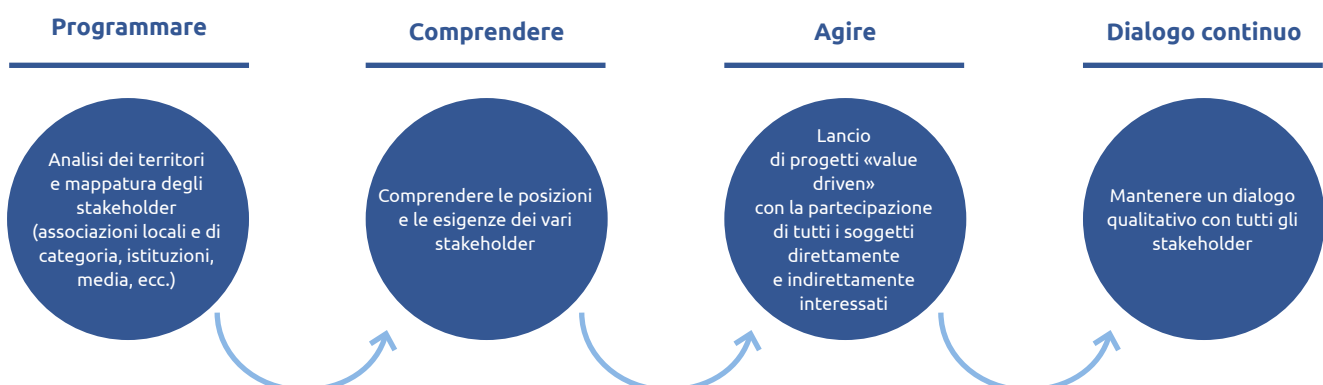 Programmare
Analisi dei territori
e mappatura degli
stakeholder
(associazioni locali e di
categoria, istituzioni,
media, ecc.)
Comprendere
Comprendere le posizioni
e le esigenze dei vari
stakeholder
Agire
Lancio
di progetti «value
driven»
con la partecipazione
di tutti i soggetti
direttamente
e indirettamente
interessati
Dialogo continuo
Mantenere un dialogo
qualitativo con tutti gli
stakeholder